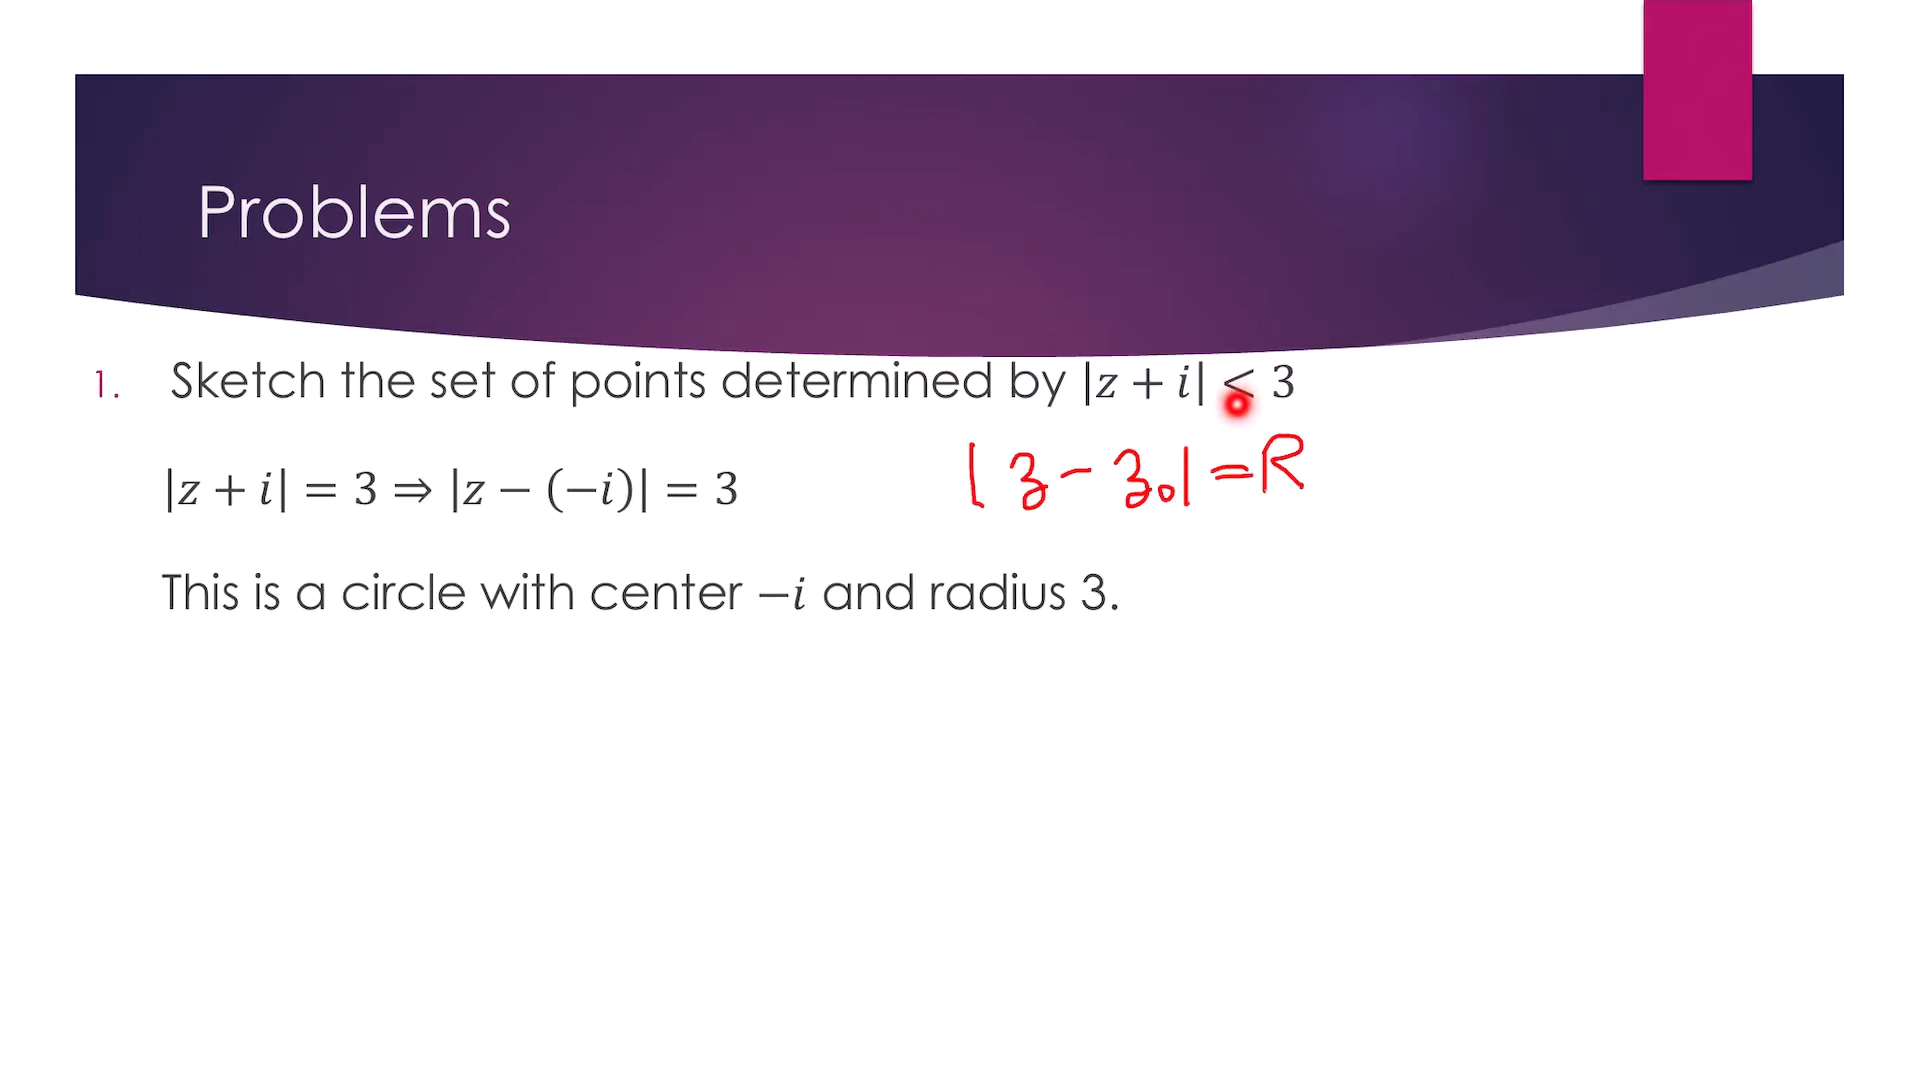 Problems
1. Sketch the set of points determined by |z + i| ≤ 3
|z − z₀| = R
|z + i| = 3 ⇒ |z − (−i)| = 3
This is a circle with center −i and radius 3.